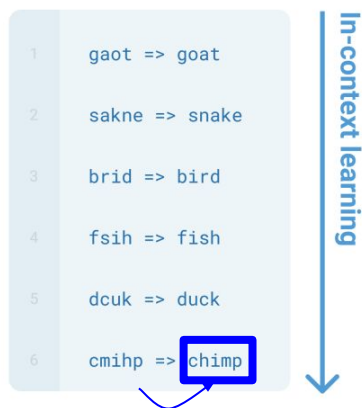 1 gaot => goat
2 sakne => snake
3 brid => bird
4 fsih => fish
5 dcuk => duck
6 cmihp => chimp
In-context learning